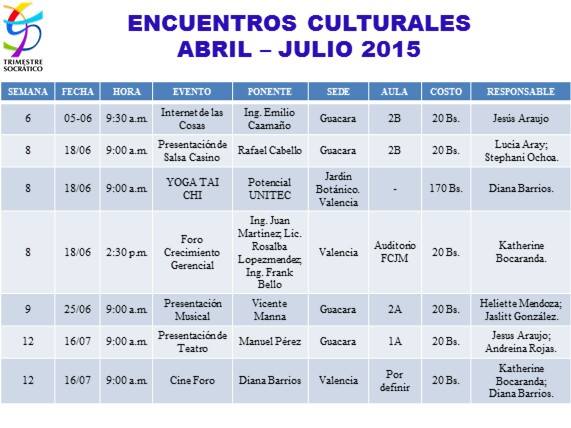 TRIMESTRE
SOCRÁTICO
ENCUENTROS CULTURALES
ABRIL – JULIO 2015
SEMANA FECHA HORA EVENTO PONENTE SEDE AULA COSTO RESPONSABLE
6 05-06 9:30 a.m. Internet de las Cosas Ing. Emilio Caamaño Guacara 2B 20 Bs. Jesús Araujo
8 18/06 9:00 a.m. Presentación de Salsa Casino Rafael Cabello Guacara 2B 20 Bs. Lucia Aray; Stephani Ochoa.
8 18/06 9:00 a.m. YOGA TAI CHI Potencial UNITEC Jardín Botánico. Valencia - 170 Bs. Diana Barrios.
8 18/06 2:30 p.m. Foro Crecimiento Gerencial Ing. Juan Martinez; Lic. Rosalba Lopezmendez; Ing. Frank Bello Valencia Auditorio FCJM 20 Bs. Katherine Bocaranda.
9 25/06 9:00 a.m. Presentación Musical Vicente Manna Guacara 2A 20 Bs. Heliette Mendoza; Jaslitt González.
12 16/07 9:00 a.m. Presentación de Teatro Manuel Pérez Guacara 1A 20 Bs. Jesus Araujo; Andreina Rojas.
12 16/07 9:00 a.m. Cine Foro Diana Barrios Valencia Por definir 20 Bs. Katherine Bocaranda; Diana Barrios.